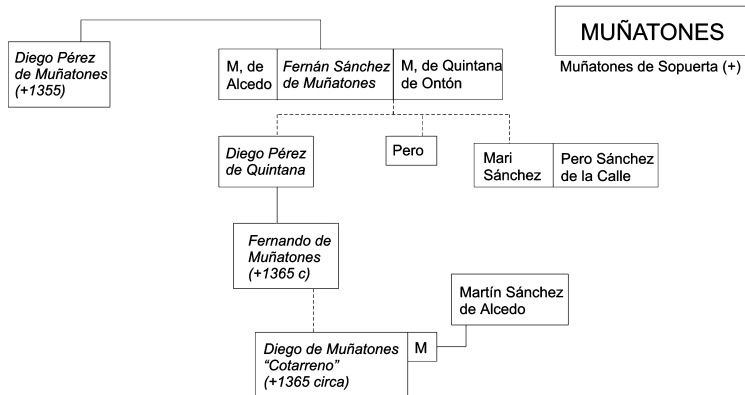 MUÑATONES
Muñatones de Sopuerta (+)
Diego Pérez
de Muñatones
(+1355)
M, de
Alcedo
Fernán Sánchez
de Muñatones
M, de Quintana
de Ontón
Diego Pérez
de Quintana
Pero
Mari
Sánchez
Pero Sánchez
de la Calle
Fernando de
Muñatones
(+1365 c)
Martín Sánchez
de Alcedo
Diego de Muñatones
“Cotarreno”
(+1365 circa)
M